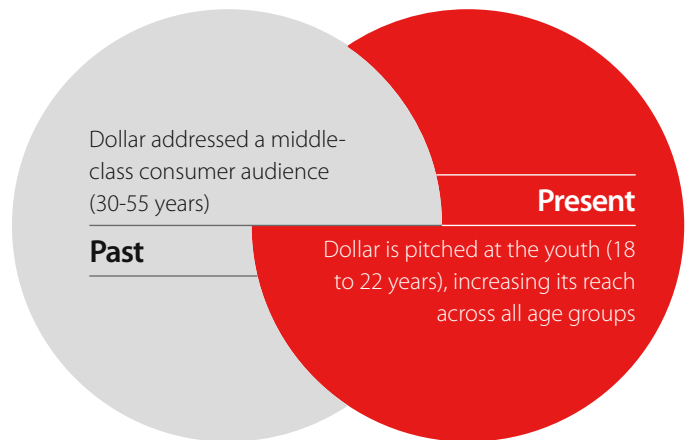 Dollar addressed a middle-
class consumer audience
(30-55 years)
Past
Present
Dollar is pitched at the youth (18
to 22 years), increasing its reach
across all age groups